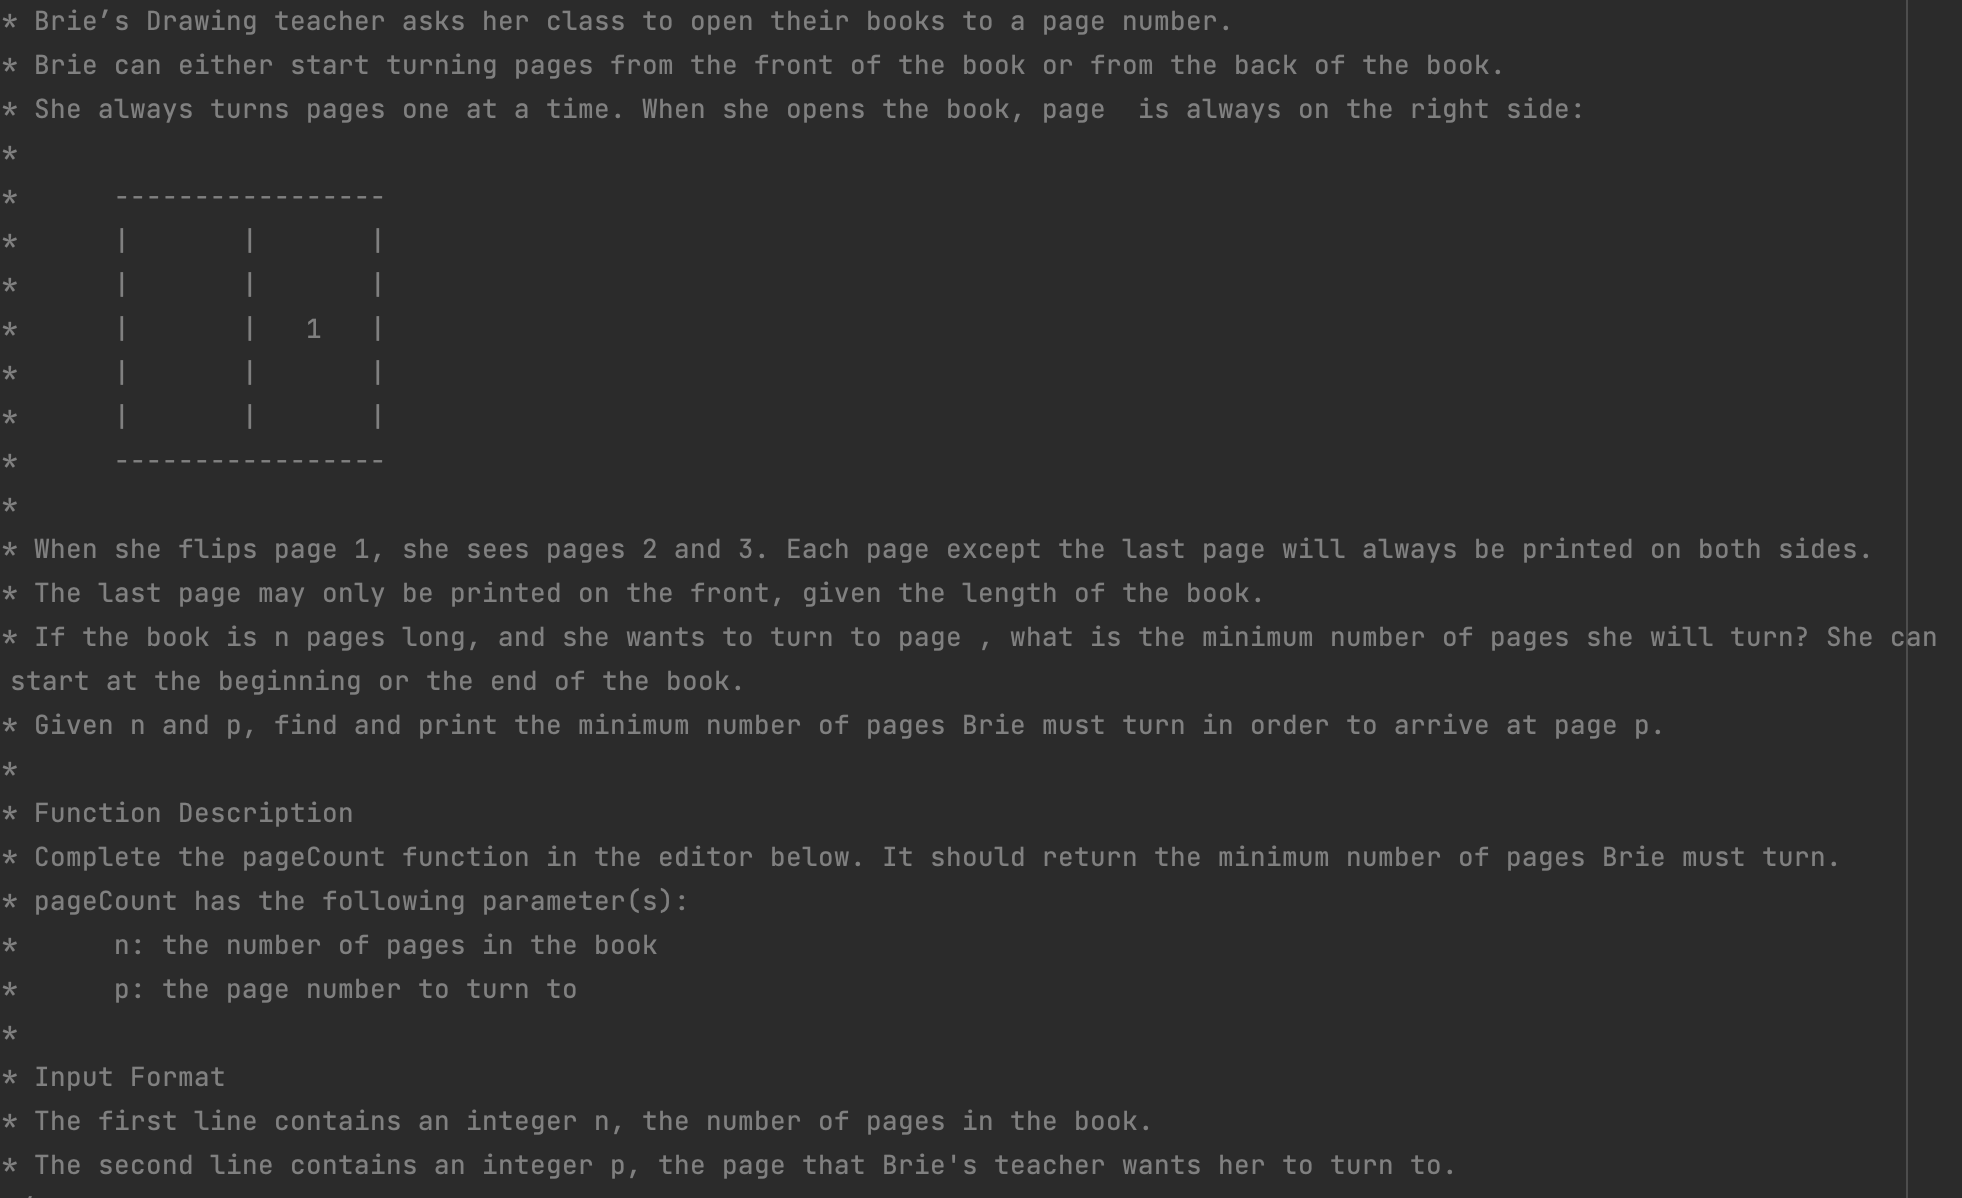 * Brie’s Drawing teacher asks her class to open their books to a page number.
* Brie can either start turning pages from the front of the book or from the back of the book.
* She always turns pages one at a time. When she opens the book, page  is always on the right side:
*
*      -----------------
*      |       |       |
*      |       |       |
*      |       |   1   |
*      |       |       |
*      |       |       |
*      -----------------
*
* When she flips page 1, she sees pages 2 and 3. Each page except the last page will always be printed on both sides.
* The last page may only be printed on the front, given the length of the book.
* If the book is n pages long, and she wants to turn to page , what is the minimum number of pages she will turn? She can
start at the beginning or the end of the book.
* Given n and p, find and print the minimum number of pages Brie must turn in order to arrive at page p.
*
* Function Description
* Complete the pageCount function in the editor below. It should return the minimum number of pages Brie must turn.
* pageCount has the following parameter(s):
*      n: the number of pages in the book
*      p: the page number to turn to
*
* Input Format
* The first line contains an integer n, the number of pages in the book.
* The second line contains an integer p, the page that Brie's teacher wants her to turn to.